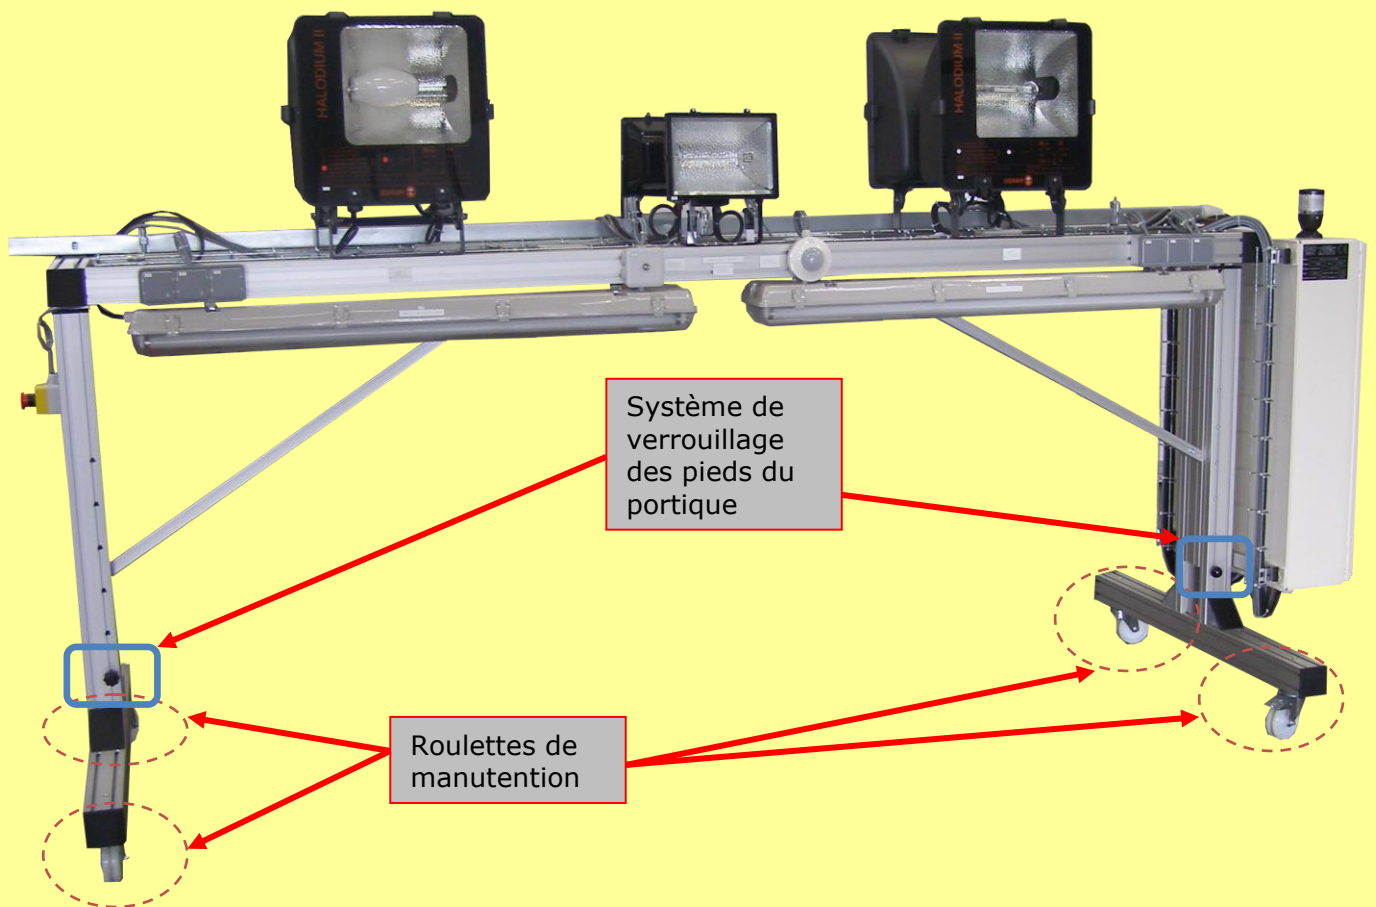 HALODIUM II
HALODIUM II
Système de
verrouillage
des pieds du
portique
Roulettes de
manutention